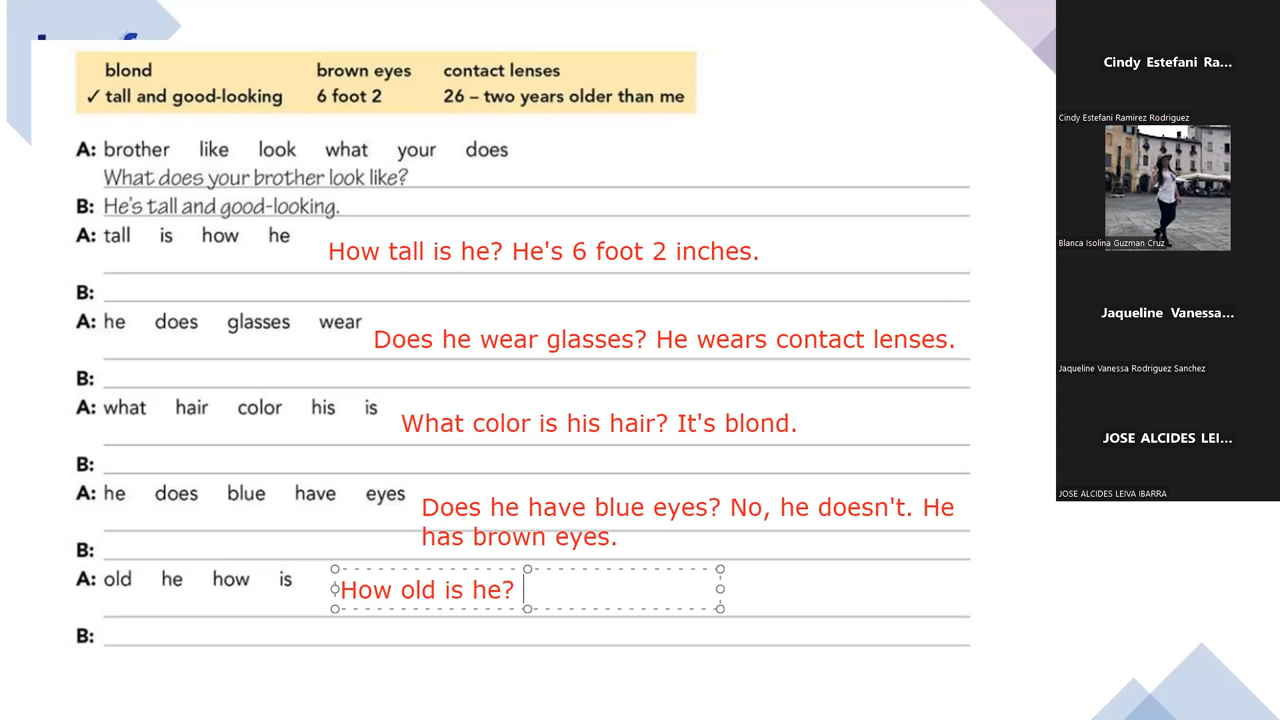 blond brown eyes contact lenses
✓ tall and good-looking 6 foot 2 26 – two years older than me
A: brother like look what your does
What does your brother look like?
B: He's tall and good-looking.
A: tall is how he
How tall is he? He's 6 foot 2 inches.
B:
A: he does glasses wear
Does he wear glasses? He wears contact lenses.
B:
A: what hair color his is
What color is his hair? It's blond.
B:
A: he does blue have eyes
Does he have blue eyes? No, he doesn't. He
has brown eyes.
B:
A: old he how is
How old is he?
B:
Cindy Estefani Ra...
Cindy Estefani Ramirez Rodriguez
Blanca Isolina Guzman Cruz
Jaqueline Vanessa...
Jaqueline Vanessa Rodriguez Sanchez
JOSE ALCIDES LEI...
JOSE ALCIDES LEIVA IBARRA